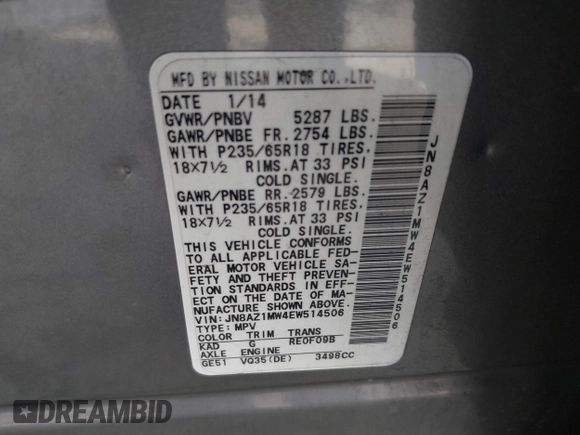 MFD BY NISSAN MOTOR CO.,LTD.
DATE 1/14
GVWR/PNBV 5287 LBS.
GAWR/PNBE FR. 2754 LBS.
WITH P235/65R18 TIRES.
18×7½ RIMS.AT 33 PSI
COLD SINGLE.
GAWR/PNBE RR. 2579 LBS.
WITH P235/65R18 TIRES.
18×7½ RIMS.AT 33 PSI
COLD SINGLE.
THIS VEHICLE CONFORMS
TO ALL APPLICABLE FED-
ERAL MOTOR VEHICLE SA-
FETY AND THEFT PREVEN-
TION STANDARDS IN EFF-
ECT ON THE DATE OF MA-
NUFACTURE SHOWN ABOVE.
VIN: JN8AZ1MW4EW514506
TYPE: MPV
COLOR TRIM TRANS
KAD G RE0F09B
AXLE ENGINE
GE51 VQ35(DE) 3498CC
JN8AZ1MW4EW514506
DREAMBID